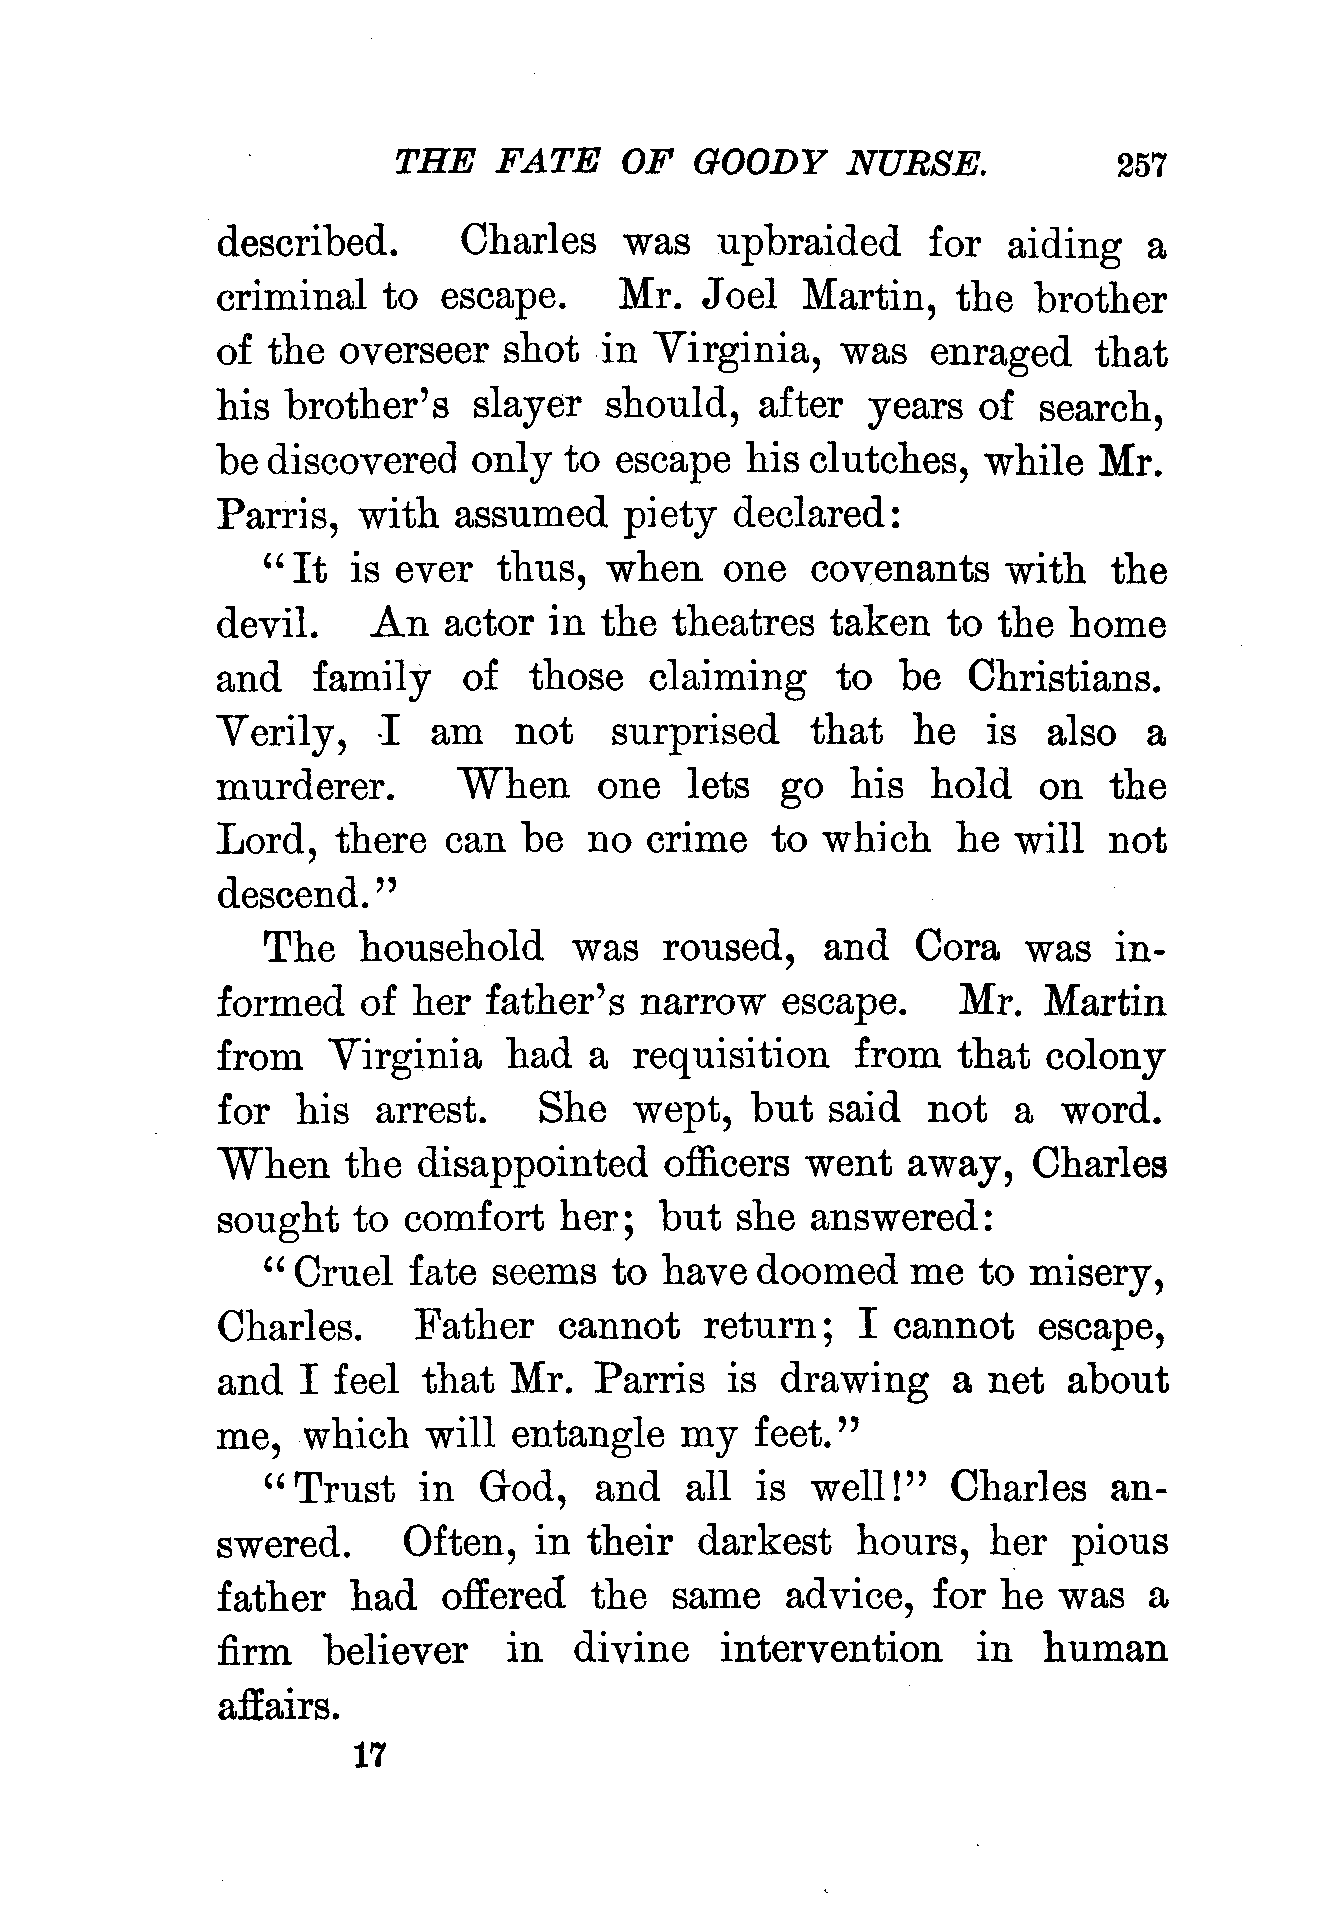 THE FATE OF GOODY NURSE. 257
described. Charles was upbraided for aiding a
criminal to escape. Mr. Joel Martin, the brother
of the overseer shot in Virginia, was enraged that
his brother's slayer should, after years of search,
be discovered only to escape his clutches, while Mr.
Parris, with assumed piety declared:
"It is ever thus, when one covenants with the
devil. An actor in the theatres taken to the home
and family of those claiming to be Christians.
Verily, I am not surprised that he is also a
murderer. When one lets go his hold on the
Lord, there can be no crime to which he will not
descend."
The household was roused, and Cora was in-
formed of her father's narrow escape. Mr. Martin
from Virginia had a requisition from that colony
for his arrest. She wept, but said not a word.
When the disappointed officers went away, Charles
sought to comfort her; but she answered:
"Cruel fate seems to have doomed me to misery,
Charles. Father cannot return; I cannot escape,
and I feel that Mr. Parris is drawing a net about
me, which will entangle my feet."
"Trust in God, and all is well!" Charles an-
swered. Often, in their darkest hours, her pious
father had offered the same advice, for he was a
firm believer in divine intervention in human
affairs.
17